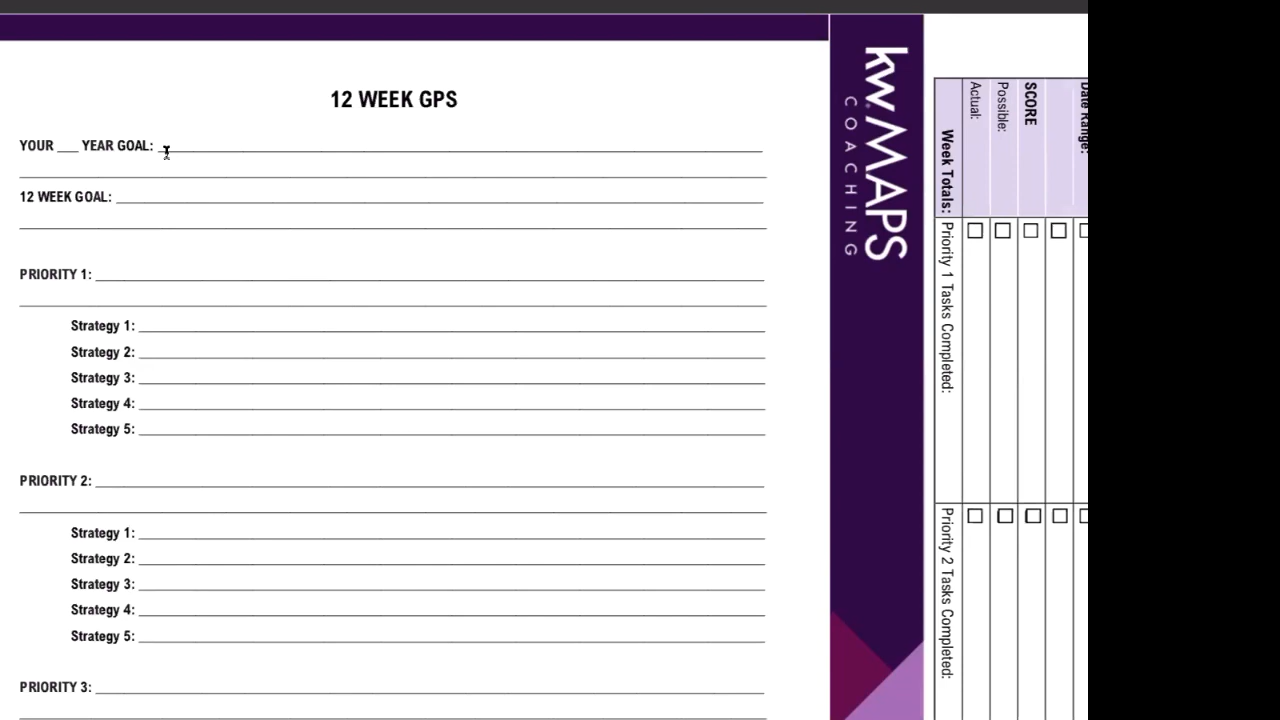 12 WEEK GPS
YOUR ___ YEAR GOAL:
12 WEEK GOAL:
PRIORITY 1:
Strategy 1:
Strategy 2:
Strategy 3:
Strategy 4:
Strategy 5:
PRIORITY 2:
Strategy 1:
Strategy 2:
Strategy 3:
Strategy 4:
Strategy 5:
PRIORITY 3:
kw MAPS
COACHING
Date Range:
SCORE
Possible:
Actual:
Week Totals:
Priority 1 Tasks Completed:
Priority 2 Tasks Completed: